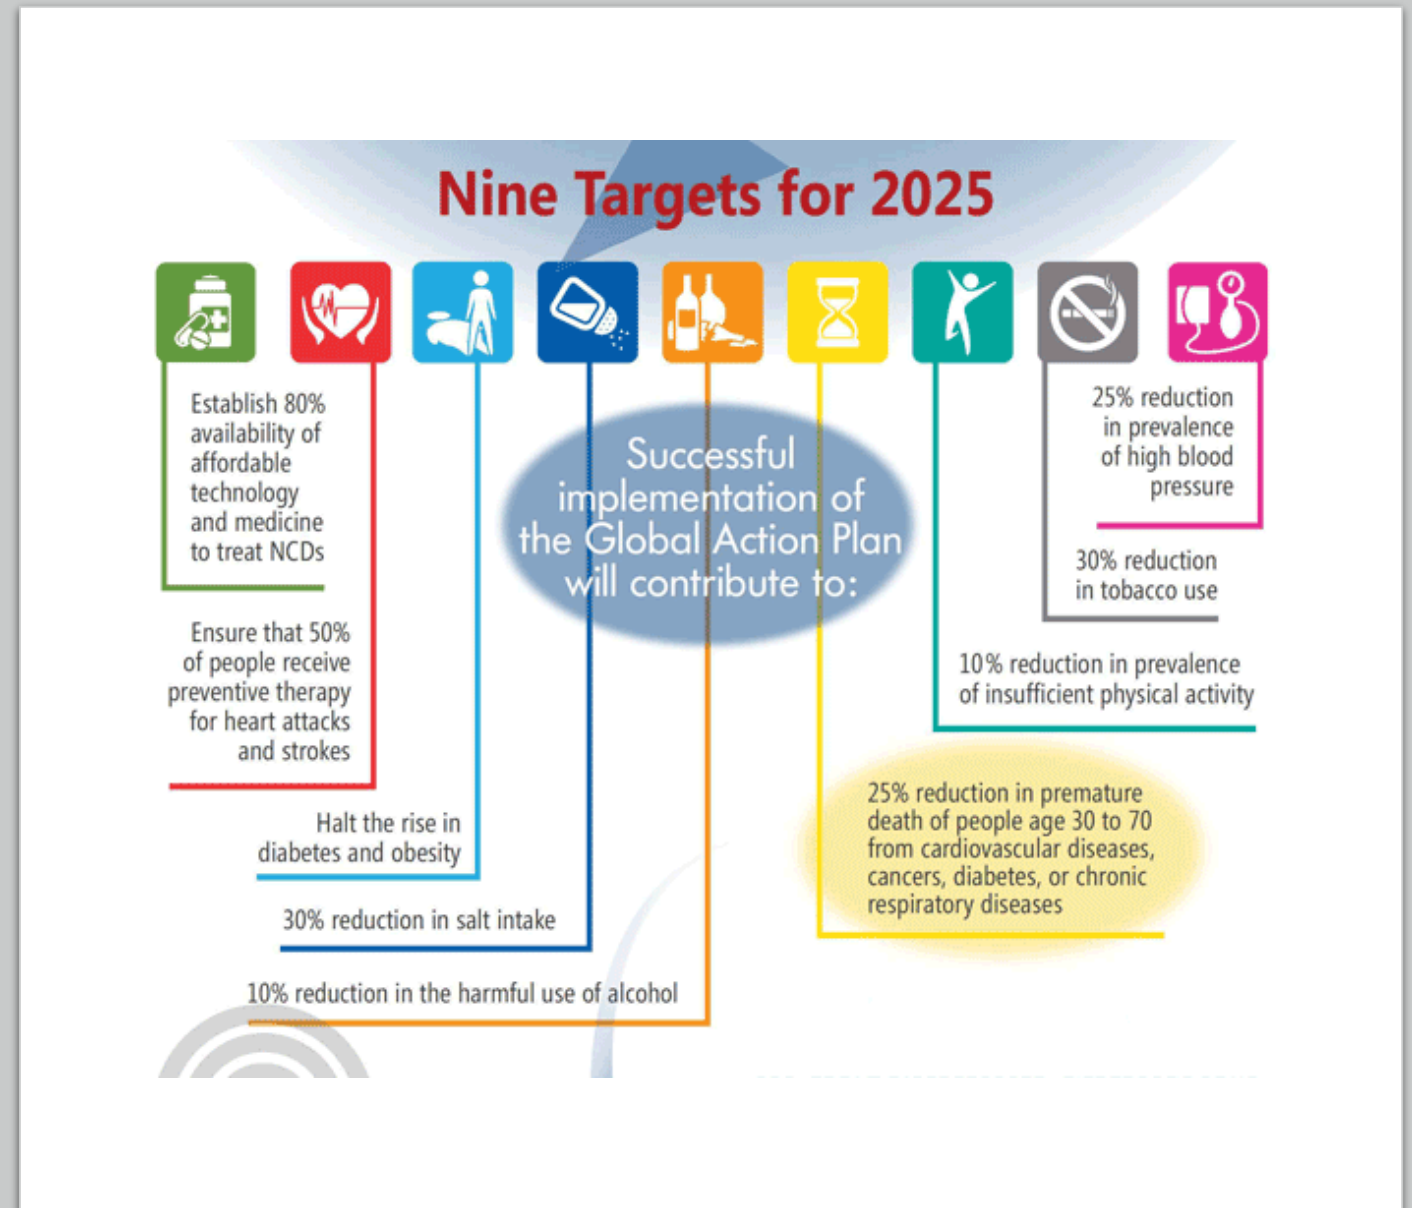 Nine Targets for 2025
Establish 80%
availability of
affordable
technology
and medicine
to treat NCDs
Ensure that 50%
of people receive
preventive therapy
for heart attacks
and strokes
Halt the rise in
diabetes and obesity
30% reduction in salt intake
10% reduction in the harmful use of alcohol
Successful
implementation of
the Global Action Plan
will contribute to:
25% reduction
in prevalence
of high blood
pressure
30% reduction
in tobacco use
10% reduction in prevalence
of insufficient physical activity
25% reduction in premature
death of people age 30 to 70
from cardiovascular diseases,
cancers, diabetes, or chronic
respiratory diseases